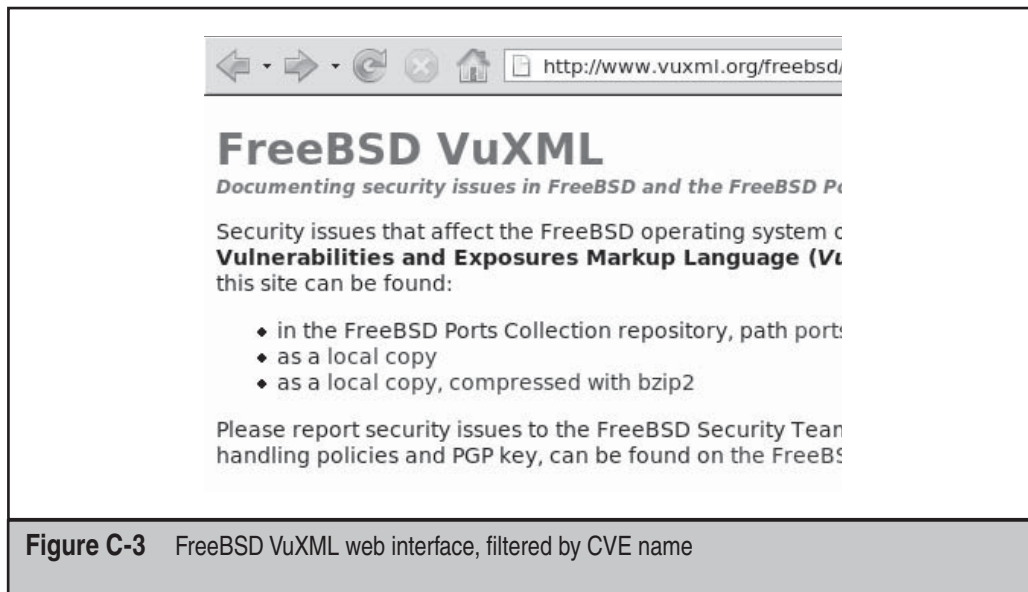 http://www.vuxml.org/freebsd/
FreeBSD VuXML
Documenting security issues in FreeBSD and the FreeBSD
Security issues that affect the FreeBSD operating system
Vulnerabilities and Exposures Markup Language (
this site can be found:
in the FreeBSD Ports Collection repository, path ports
as a local copy
as a local copy, compressed with bzip2
Please report security issues to the FreeBSD Security
handling policies and PGP key, can be found on the
Figure C-3 FreeBSD VuXML web interface, filtered by CVE name